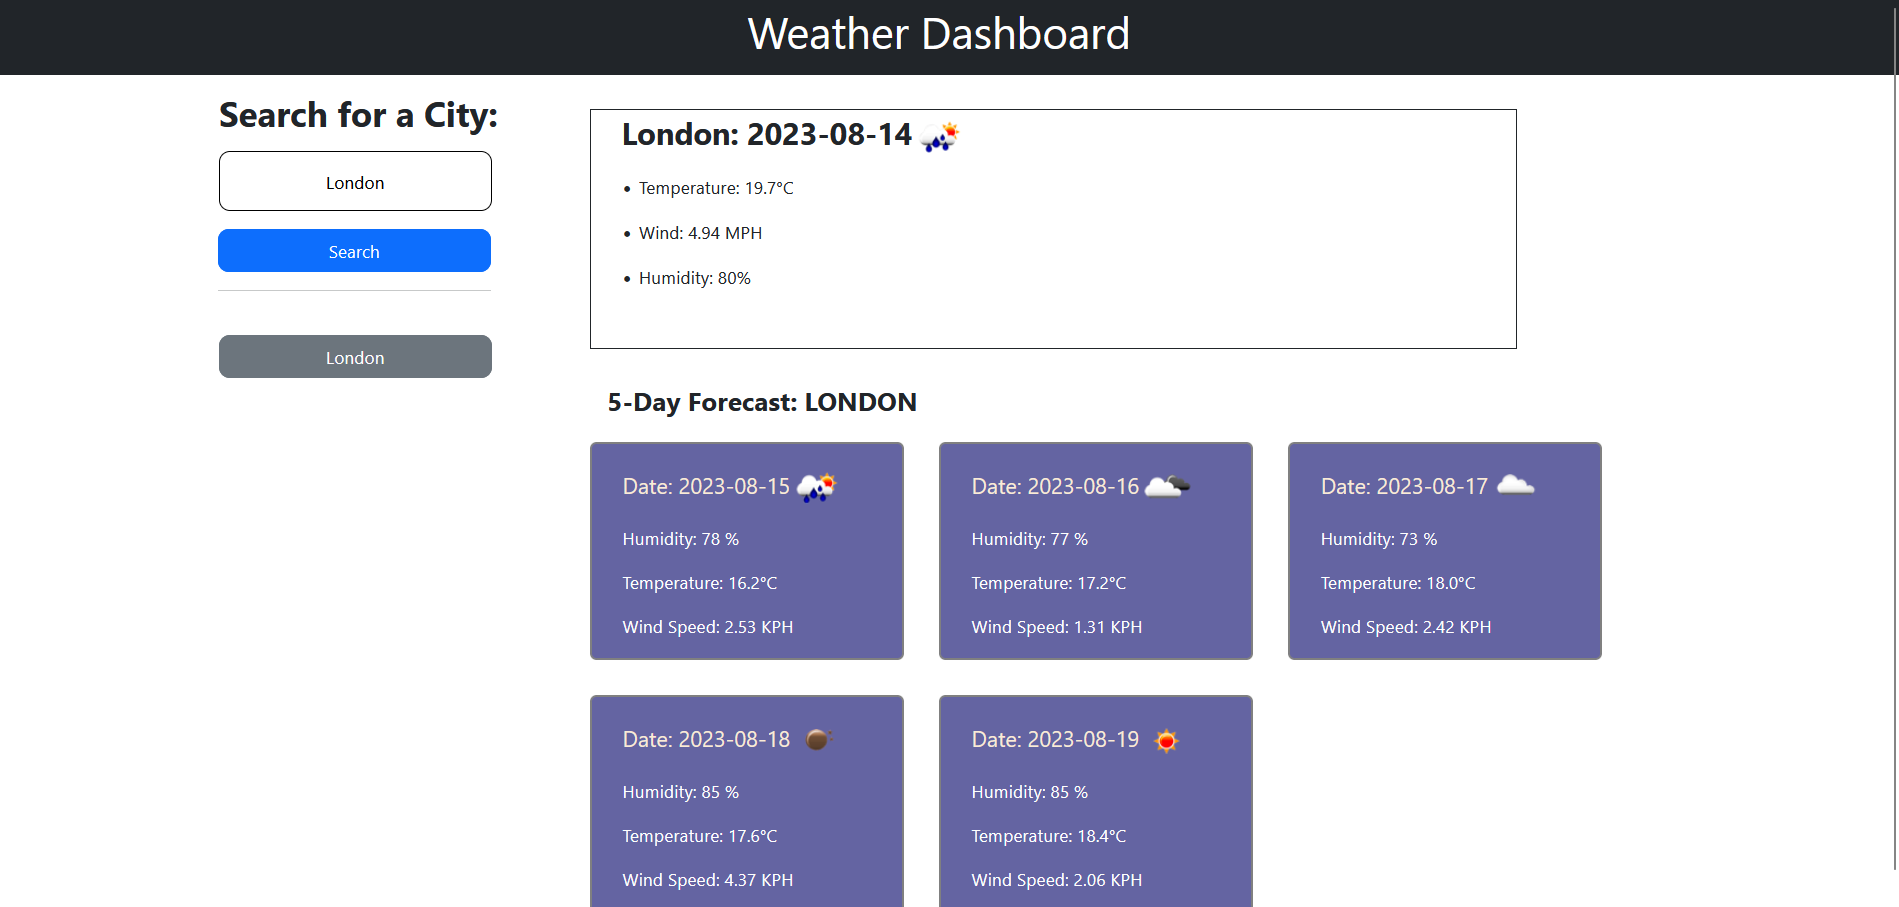 Weather Dashboard
Search for a City:
London
Search
London
London: 2023-08-14
• Temperature: 19.7°C
• Wind: 4.94 MPH
• Humidity: 80%
5-Day Forecast: LONDON
Date: 2023-08-15
Humidity: 78 %
Temperature: 16.2°C
Wind Speed: 2.53 KPH
Date: 2023-08-16
Humidity: 77 %
Temperature: 17.2°C
Wind Speed: 1.31 KPH
Date: 2023-08-17
Humidity: 73 %
Temperature: 18.0°C
Wind Speed: 2.42 KPH
Date: 2023-08-18
Humidity: 85 %
Temperature: 17.6°C
Wind Speed: 4.37 KPH
Date: 2023-08-19
Humidity: 85 %
Temperature: 18.4°C
Wind Speed: 2.06 KPH